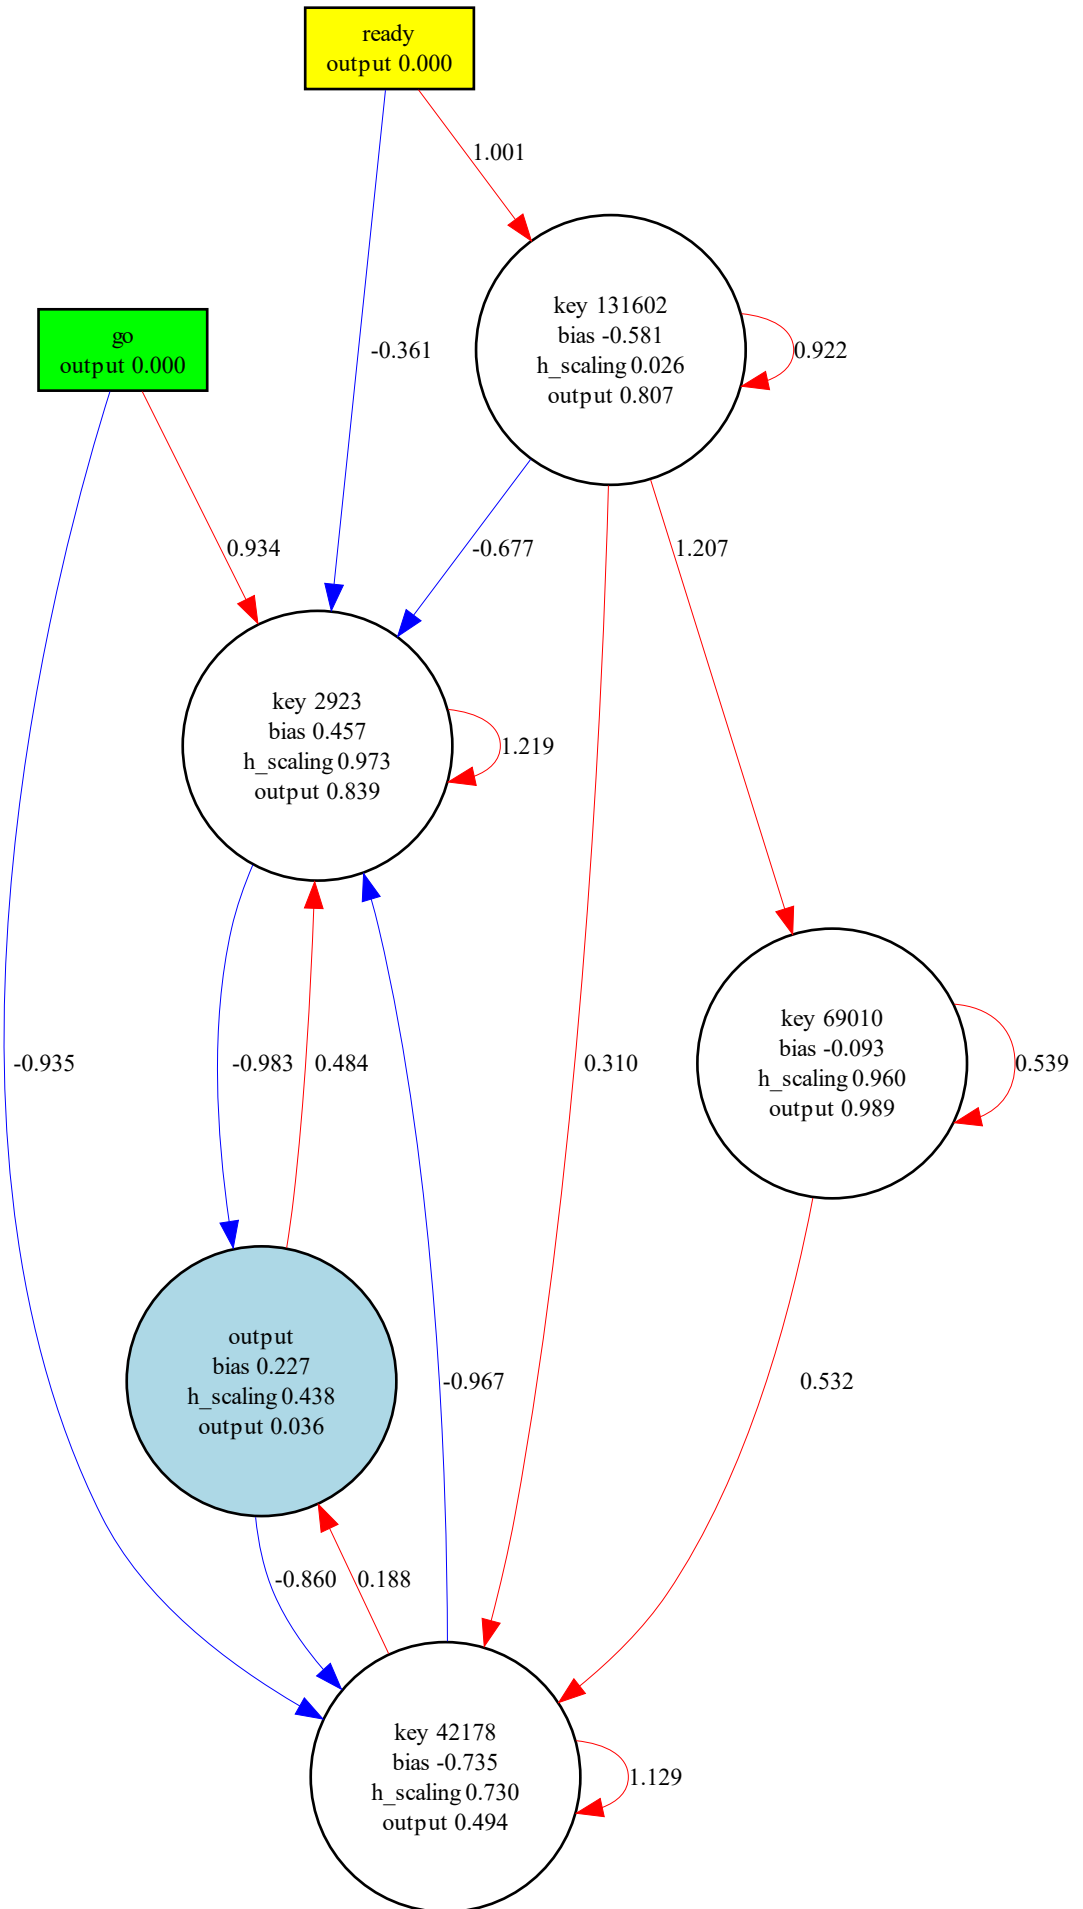 ready
output 0.000
1.001
key 131602
bias -0.581
h_scaling 0.026
output 0.807
0.922
go
output 0.000
-0.361
0.934
-0.677
1.207
key 2923
bias 0.457
h_scaling 0.973
output 0.839
1.219
key 69010
bias -0.093
h_scaling 0.960
output 0.989
0.539
-0.935
-0.983
0.484
0.310
output
bias 0.227
h_scaling 0.438
output 0.036
-0.967
0.532
-0.860
0.188
key 42178
bias -0.735
h_scaling 0.730
output 0.494
1.129